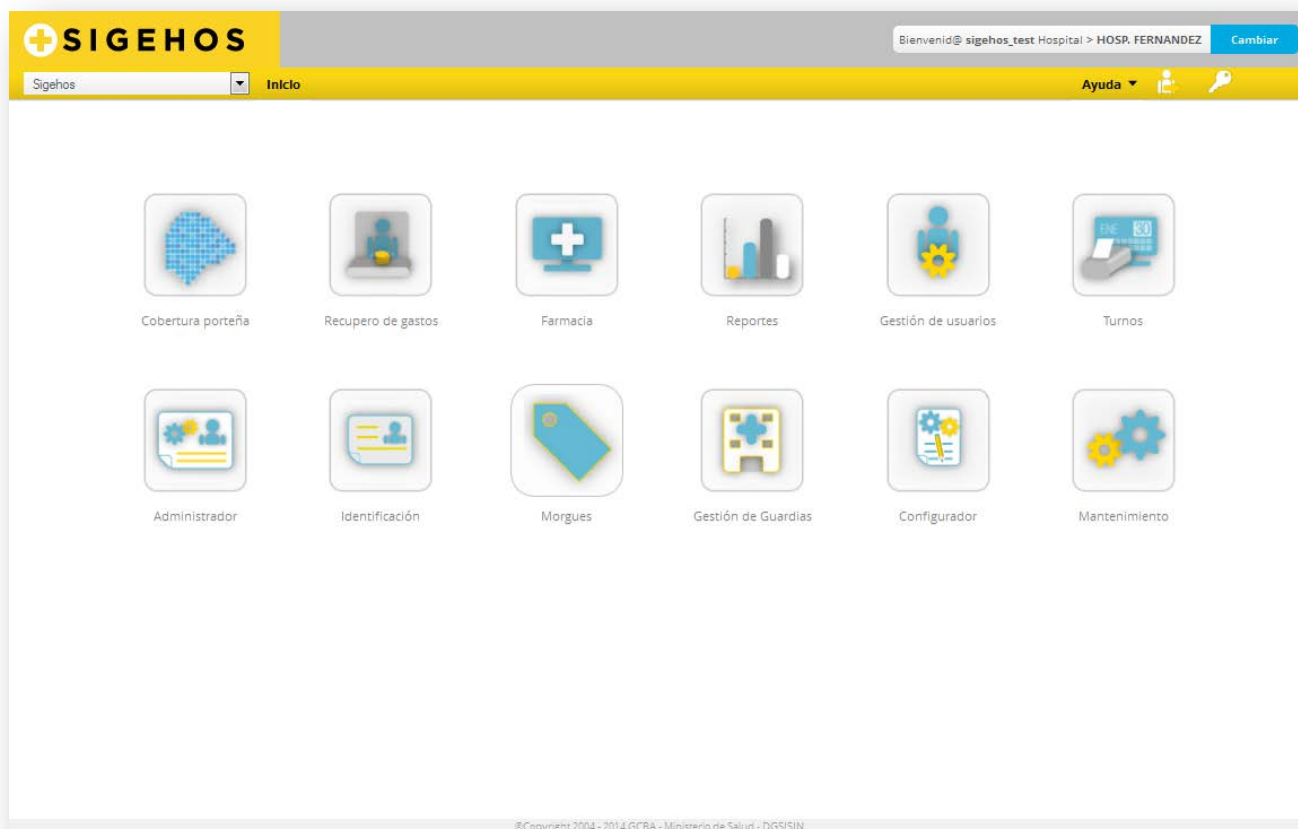 SIGEHOS
Bienvenid@ sigehos_test Hospital > HOSP. FERNANDEZ Cambiar
Sigehos Inicio Ayuda
Cobertura porteña Recupero de gastos Farmacia Reportes Gestión de usuarios Turnos
ENE 30
Administrador Identificación Morgues Gestión de Guardias Configurador Mantenimiento
©Copyright 2004 - 2014 GCBA - Ministerio de Salud - DGSISIN